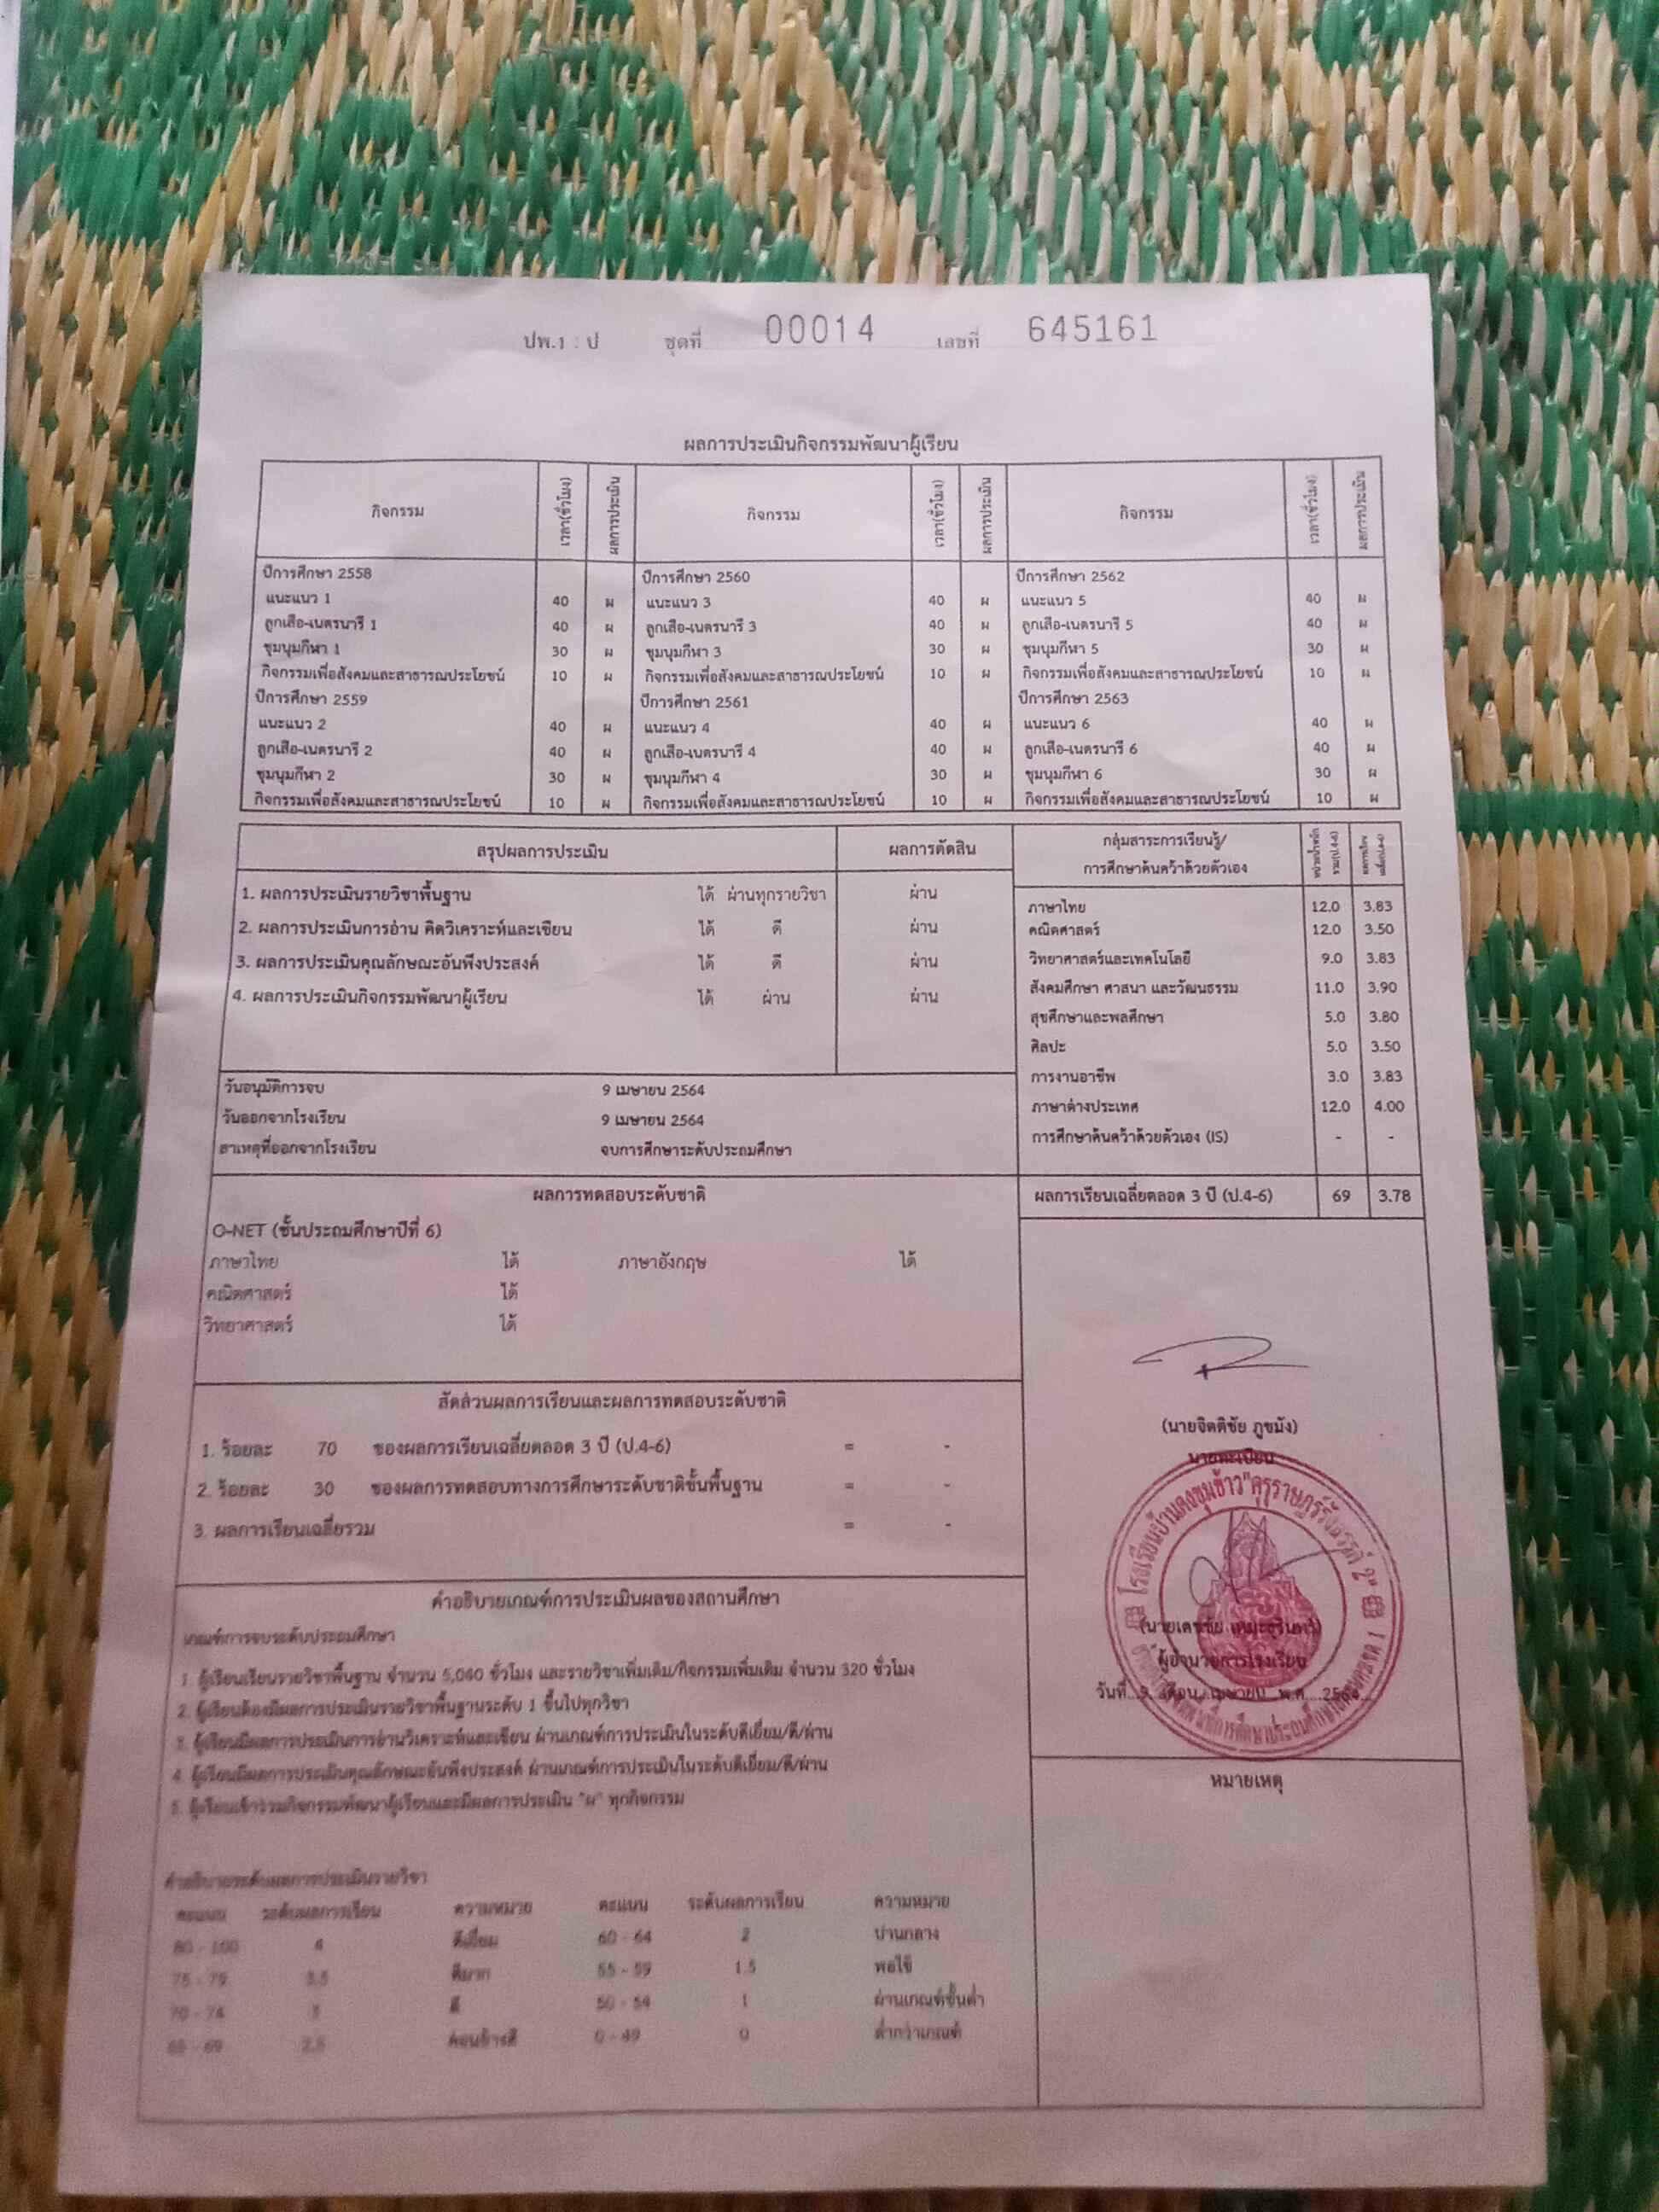 ปพ.1 : ป ชุดที่ 00014 เลขที่ 645161
ผลการประเมินกิจกรรมพัฒนาผู้เรียน
กิจกรรม เวลา(ชั่วโมง) ผลการประเมิน กิจกรรม เวลา(ชั่วโมง) ผลการประเมิน กิจกรรม เวลา(ชั่วโมง) ผลการประเมิน
ปีการศึกษา 2558 ปีการศึกษา 2560 ปีการศึกษา 2562
แนะแนว 1 40 ผ แนะแนว 3 40 ผ แนะแนว 5 40 ผ
ลูกเสือ-เนตรนารี 1 40 ผ ลูกเสือ-เนตรนารี 3 40 ผ ลูกเสือ-เนตรนารี 5 40 ผ
ชุมนุมกีฬา 1 30 ผ ชุมนุมกีฬา 3 30 ผ ชุมนุมกีฬา 5 30 ผ
กิจกรรมเพื่อสังคมและสาธารณประโยชน์ 10 ผ กิจกรรมเพื่อสังคมและสาธารณประโยชน์ 10 ผ กิจกรรมเพื่อสังคมและสาธารณประโยชน์ 10 ผ
ปีการศึกษา 2559 ปีการศึกษา 2561 ปีการศึกษา 2563
แนะแนว 2 40 ผ แนะแนว 4 40 ผ แนะแนว 6 40 ผ
ลูกเสือ-เนตรนารี 2 40 ผ ลูกเสือ-เนตรนารี 4 40 ผ ลูกเสือ-เนตรนารี 6 40 ผ
ชุมนุมกีฬา 2 30 ผ ชุมนุมกีฬา 4 30 ผ ชุมนุมกีฬา 6 30 ผ
กิจกรรมเพื่อสังคมและสาธารณประโยชน์ 10 ผ กิจกรรมเพื่อสังคมและสาธารณประโยชน์ 10 ผ กิจกรรมเพื่อสังคมและสาธารณประโยชน์ 10 ผ
สรุปผลการประเมิน ผลการตัดสิน
1. ผลการประเมินรายวิชาพื้นฐาน ได้ ผ่านทุกรายวิชา ผ่าน
2. ผลการประเมินการอ่าน คิดวิเคราะห์และเขียน ได้ ดี ผ่าน
3. ผลการประเมินคุณลักษณะอันพึงประสงค์ ได้ ดี ผ่าน
4. ผลการประเมินกิจกรรมพัฒนาผู้เรียน ได้ ผ่าน ผ่าน
วันอนุมัติการจบ 9 เมษายน 2564
วันออกจากโรงเรียน 9 เมษายน 2564
สาเหตุที่ออกจากโรงเรียน จบการศึกษาระดับประถมศึกษา
กลุ่มสาระการเรียนรู้/
การศึกษาค้นคว้าด้วยตัวเอง
ภาษาไทย 12.0 3.83
คณิตศาสตร์ 12.0 3.50
วิทยาศาสตร์และเทคโนโลยี 9.0 3.83
สังคมศึกษา ศาสนา และวัฒนธรรม 11.0 3.90
สุขศึกษาและพลศึกษา 5.0 3.80
ศิลปะ 5.0 3.50
การงานอาชีพ 3.0 3.83
ภาษาต่างประเทศ 12.0 4.00
การศึกษาค้นคว้าด้วยตัวเอง (IS) - -
ผลการเรียนเฉลี่ยตลอด 3 ปี (ป.4-6) 69 3.78
ผลการทดสอบระดับชาติ
O-NET (ชั้นประถมศึกษาปีที่ 6)
ภาษาไทย ได้ ภาษาอังกฤษ ได้
คณิตศาสตร์ ได้
วิทยาศาสตร์ ได้
สัดส่วนผลการเรียนและผลการทดสอบระดับชาติ
1. ร้อยละ 70 ของผลการเรียนเฉลี่ยตลอด 3 ปี (ป.4-6) = -
2. ร้อยละ 30 ของผลการทดสอบทางการศึกษาระดับชาติขั้นพื้นฐาน = -
3. ผลการเรียนเฉลี่ยรวม = -
(นายจิตติชัย ภูขมัง)
นายทะเบียน
โรงเรียนบ้านดงขุมข้าว"คุรุราษฎร์
ผู้อำนวยการโรงเรียน
วันที่ 9 เดือน เมษายน พ.ศ. 2564
หมายเหตุ
คำอธิบายเกณฑ์การประเมินผลของสถานศึกษา
เกณฑ์การจบระดับประถมศึกษา
1. ผู้เรียนเรียนรายวิชาพื้นฐาน จำนวน 5,040 ชั่วโมง และรายวิชาเพิ่มเติม/กิจกรรมเพิ่มเติม จำนวน 320 ชั่วโมง
2. ผู้เรียนต้องมีผลการประเมินรายวิชาพื้นฐานระดับ 1 ขึ้นไปทุกวิชา
3. ผู้เรียนมีผลการประเมินการอ่านวิเคราะห์และเขียน ผ่านเกณฑ์การประเมินในระดับดีเยี่ยม/ดี/ผ่าน
4. ผู้เรียนมีผลการประเมินคุณลักษณะอันพึงประสงค์ ผ่านเกณฑ์การประเมินในระดับดีเยี่ยม/ดี/ผ่าน
5. ผู้เรียนเข้าร่วมกิจกรรมพัฒนาผู้เรียนและมีผลการประเมิน "ผ" ทุกกิจกรรม
คำอธิบายระดับผลการประเมินรายวิชา
คะแนน ระดับผลการเรียน ความหมาย คะแนน ระดับผลการเรียน ความหมาย
80 - 100 4 ดีเยี่ยม 60 - 64 2 ปานกลาง
75 - 79 3.5 ดีมาก 55 - 59 1.5 พอใช้
70 - 74 3 ดี 50 - 54 1 ผ่านเกณฑ์ขั้นต่ำ
65 - 69 2.5 ค่อนข้างดี 0 - 49 0 ต่ำกว่าเกณฑ์